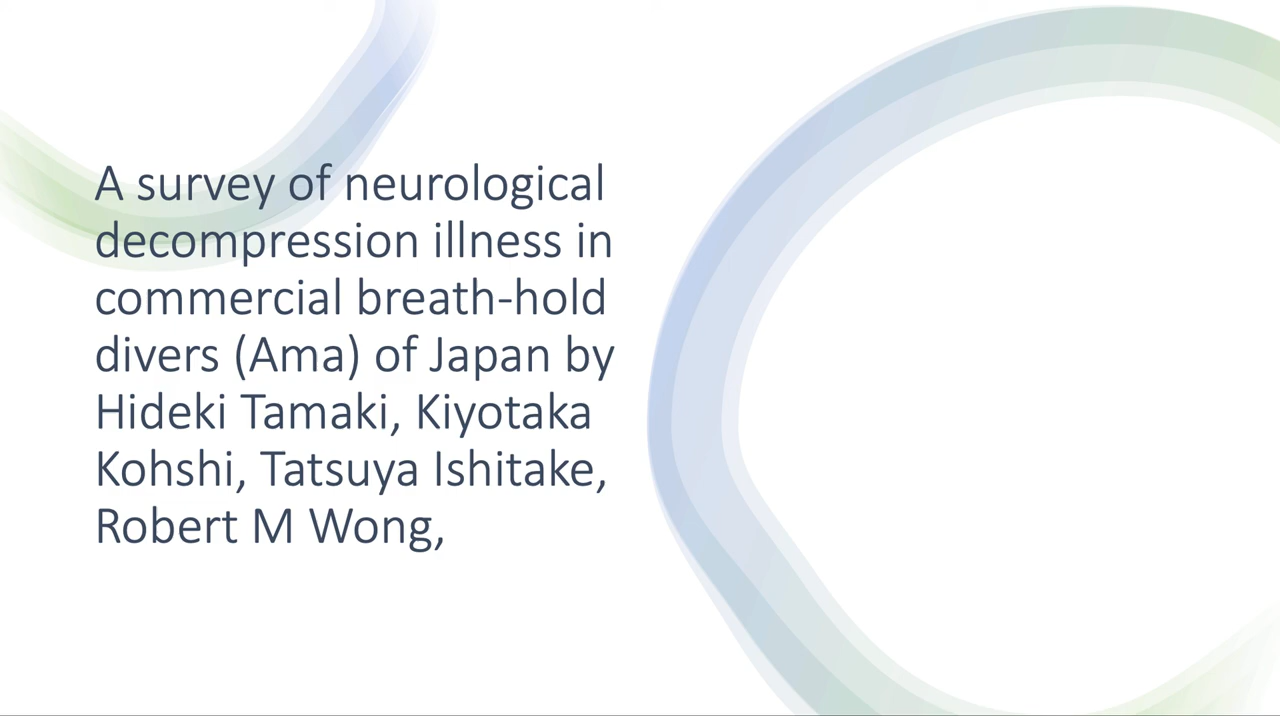 A survey of neurological
decompression illness in
commercial breath-hold
divers (Ama) of Japan by
Hideki Tamaki, Kiyotaka
Kohshi, Tatsuya Ishitake,
Robert M Wong,